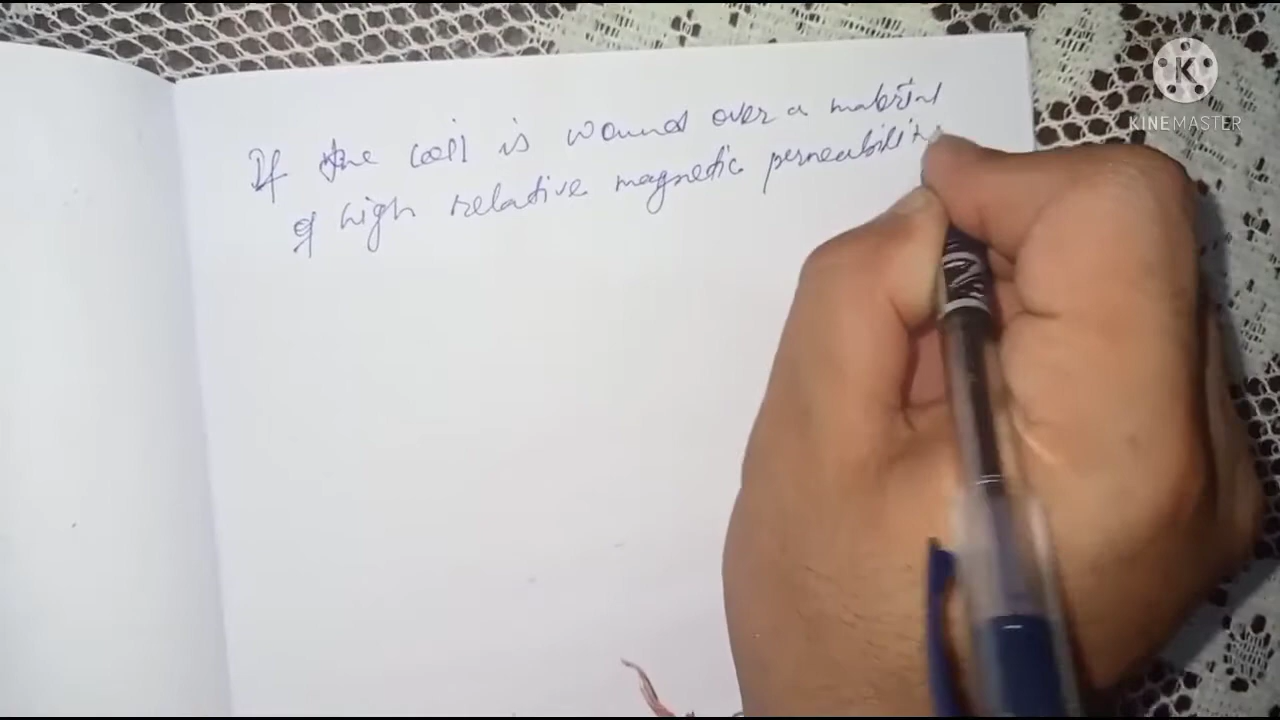 If the coil is wound over a material
of high relative magnetic permeability
K
KINEMASTER